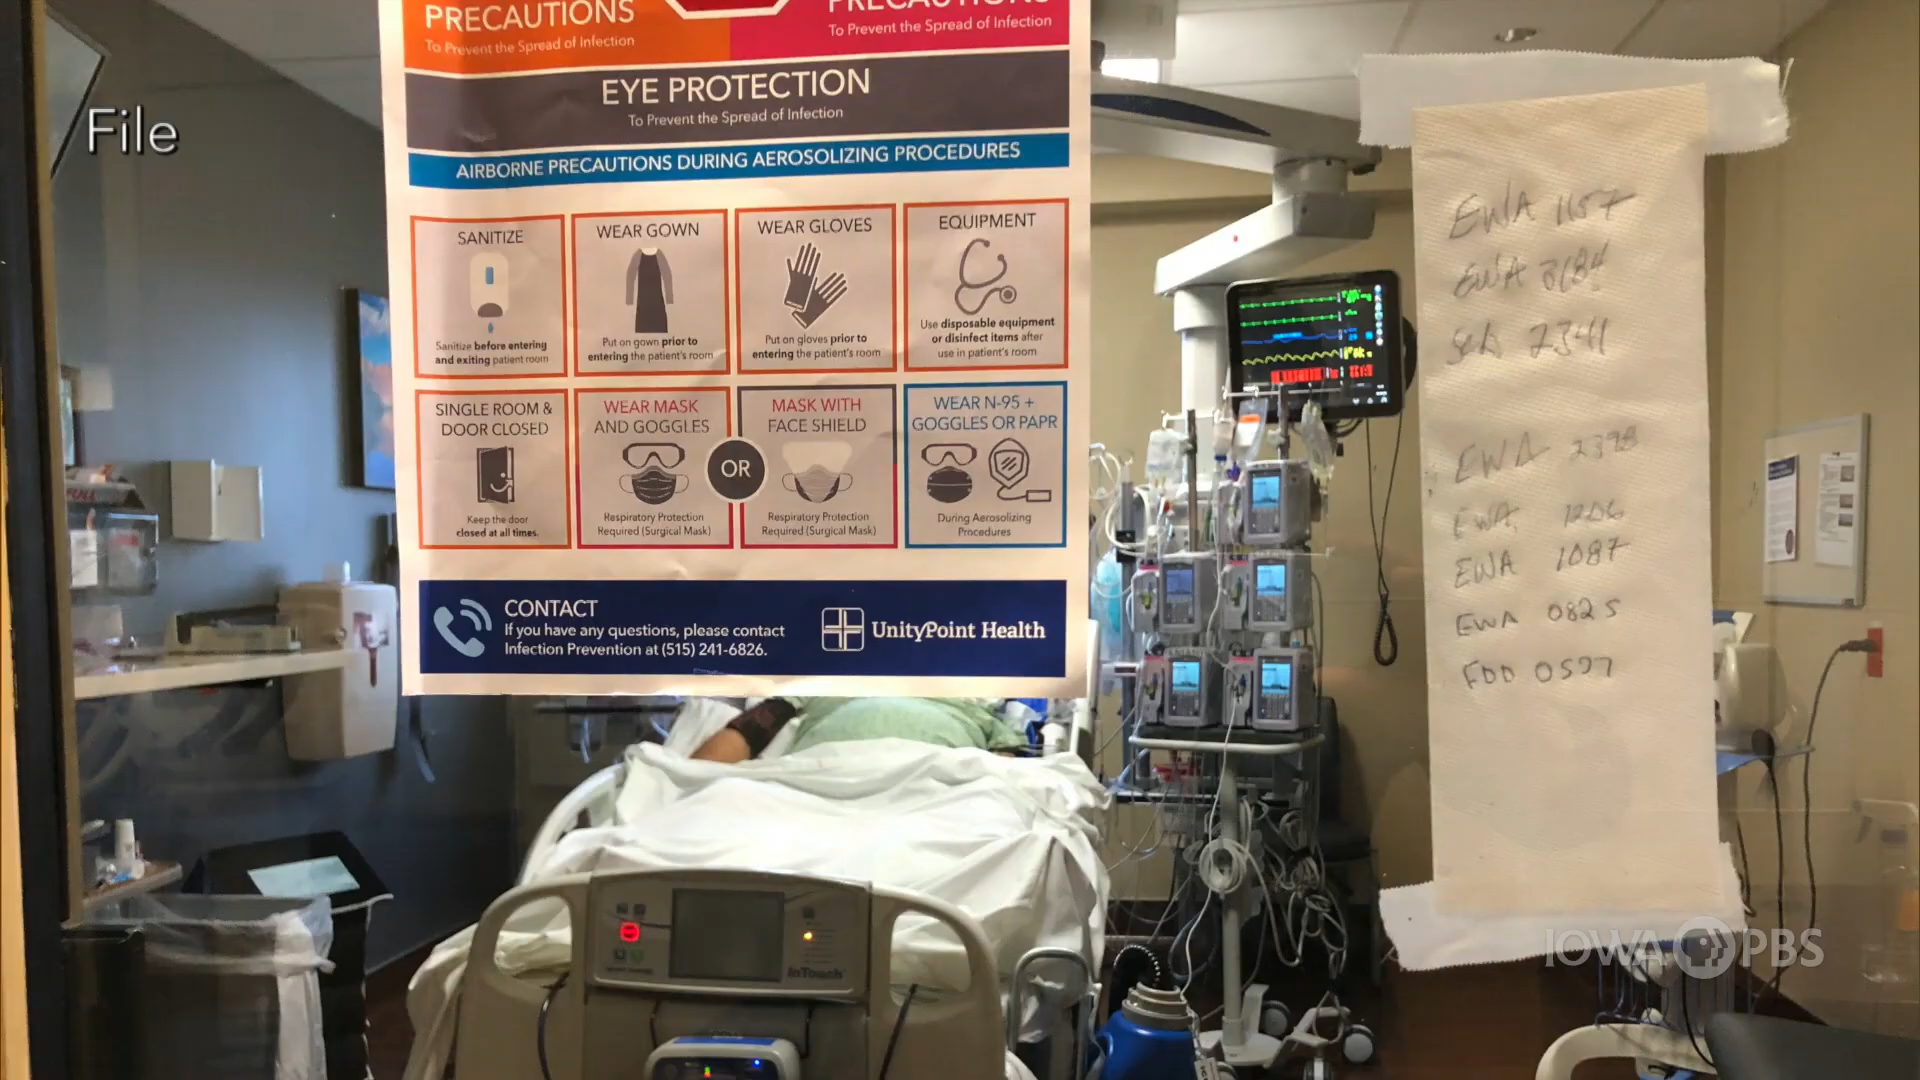 PRECAUTIONS
To Prevent the Spread of Infection
PRECAUTIONS
To Prevent the Spread of Infection
EYE PROTECTION
To Prevent the Spread of Infection
AIRBORNE PRECAUTIONS DURING AEROSOLIZING PROCEDURES
File
SANITIZE
Sanitize before entering
and exiting patient room
WEAR GOWN
Put on gown prior to
entering the patient's room
WEAR GLOVES
Put on gloves prior to
entering the patient's room
EQUIPMENT
Use disposable equipment
or disinfect items after
use in patient's room
SINGLE ROOM &
DOOR CLOSED
Keep the door
closed at all times.
WEAR MASK
AND GOGGLES
Respiratory Protection
Required (Surgical Mask)
OR
MASK WITH
FACE SHIELD
Respiratory Protection
Required (Surgical Mask)
WEAR N-95 +
GOGGLES OR PAPR
During Aerosolizing
Procedures
CONTACT
If you have any questions, please contact
Infection Prevention at (515) 241-6826.
UnityPoint Health
EWA 1157
EWA
7341
EWA 2398
EWA 1206
EWA 1087
EWA 0825
0597
FULL
InTouch
IOWA PBS